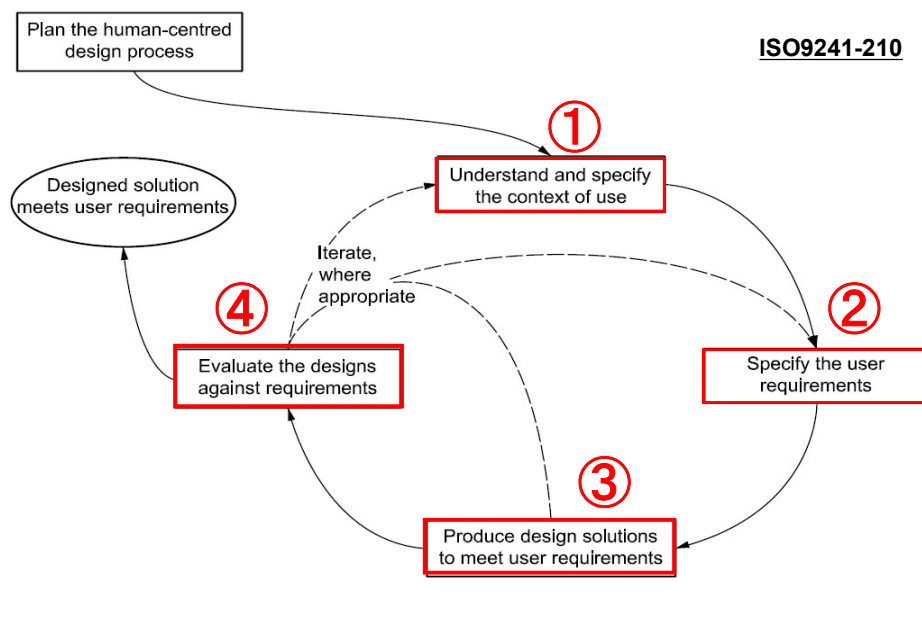 Plan the human-centred
design process
ISO9241-210
①
Understand and specify
the context of use
Designed solution
meets user requirements
Iterate,
where
appropriate
④
②
Evaluate the designs
against requirements
Specify the user
requirements
③
Produce design solutions
to meet user requirements